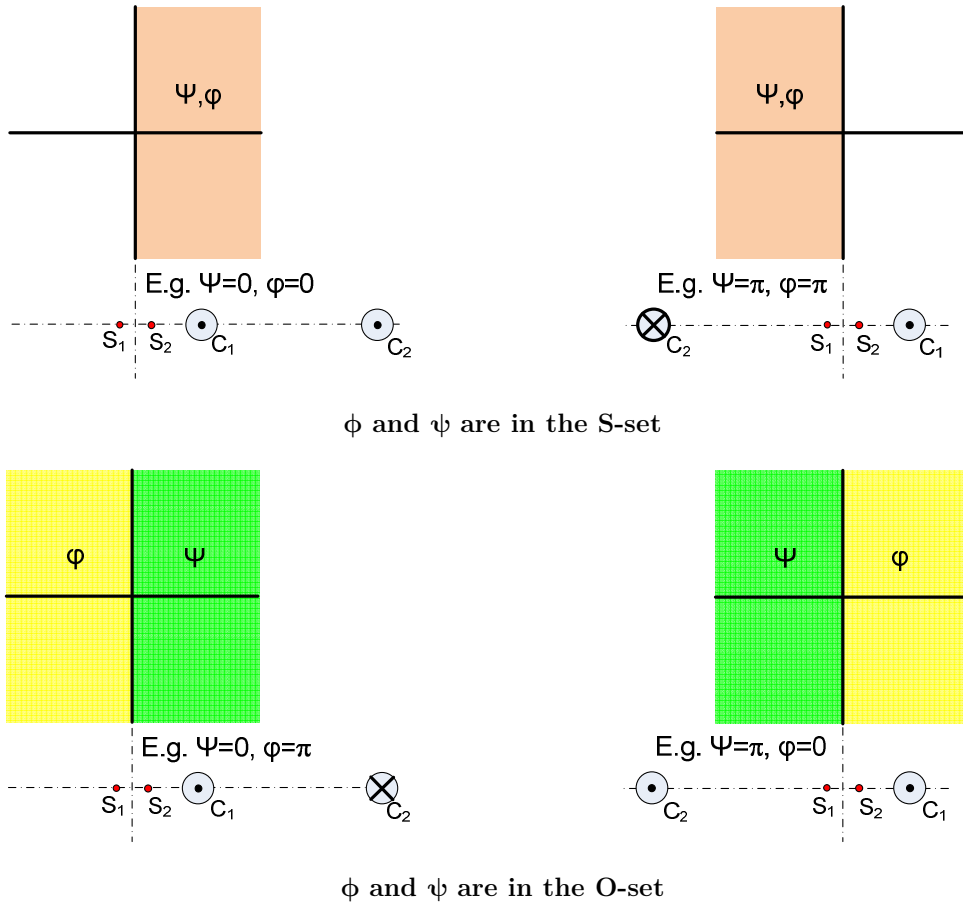 Ψ,φ
Ψ,φ
E.g. Ψ=0, φ=0
E.g. Ψ=π, φ=π
S₁ S₂ C₁ C₂
C₂ S₁ S₂ C₁
ϕ and ψ are in the S-set
φ Ψ
Ψ φ
E.g. Ψ=0, φ=π
E.g. Ψ=π, φ=0
S₁ S₂ C₁ C₂
C₂ S₁ S₂ C₁
ϕ and ψ are in the O-set